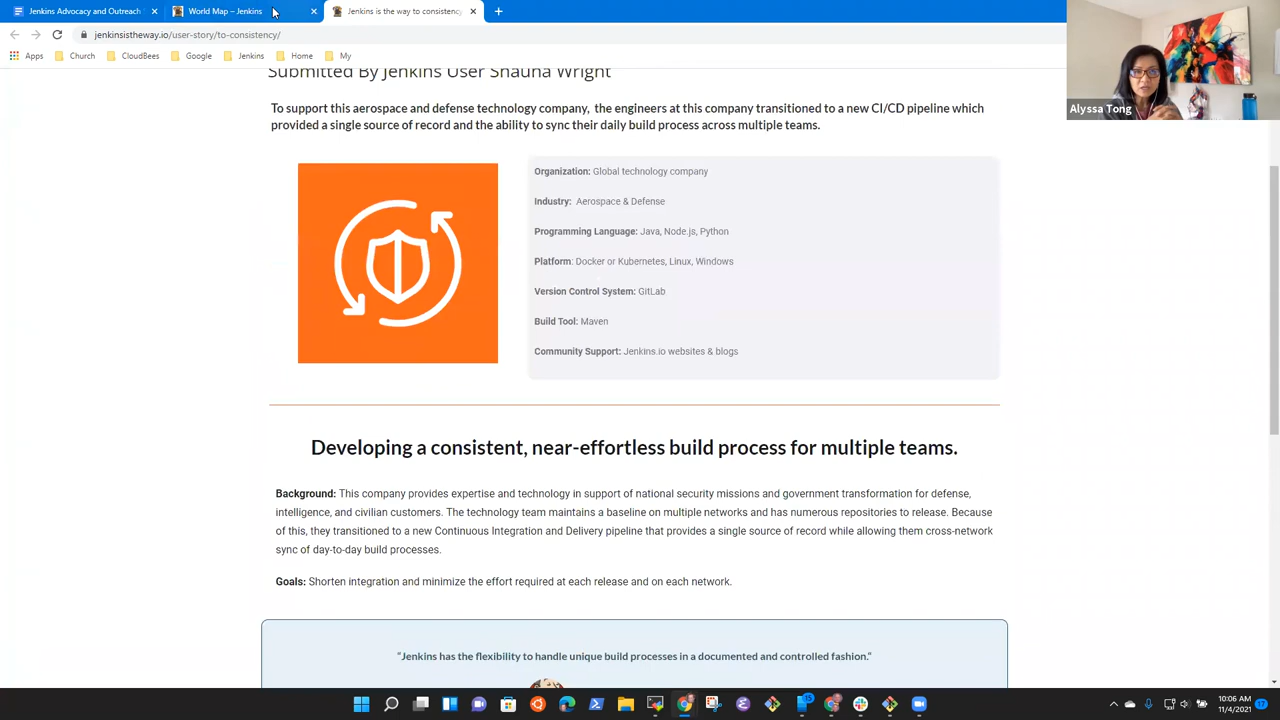 Jenkins Advocacy and Outreach
World Map – Jenkins
Jenkins is the way to consistency
jenkinsistheway.io/user-story/to-consistency/
Apps
Church
CloudBees
Google
Jenkins
Home
My
Alyssa Tong
Submitted By Jenkins User Shauna Wright
To support this aerospace and defense technology company, the engineers at this company transitioned to a new CI/CD pipeline which
provided a single source of record and the ability to sync their daily build process across multiple teams.
Organization: Global technology company
Industry: Aerospace & Defense
Programming Language: Java, Node.js, Python
Platform: Docker or Kubernetes, Linux, Windows
Version Control System: GitLab
Build Tool: Maven
Community Support: Jenkins.io websites & blogs
Developing a consistent, near-effortless build process for multiple teams.
Background: This company provides expertise and technology in support of national security missions and government transformation for defense,
intelligence, and civilian customers. The technology team maintains a baseline on multiple networks and has numerous repositories to release. Because
of this, they transitioned to a new Continuous Integration and Delivery pipeline that provides a single source of record while allowing them cross-network
sync of day-to-day build processes.
Goals: Shorten integration and minimize the effort required at each release and on each network.
“Jenkins has the flexibility to handle unique build processes in a documented and controlled fashion.”
10:06 AM
11/4/2021